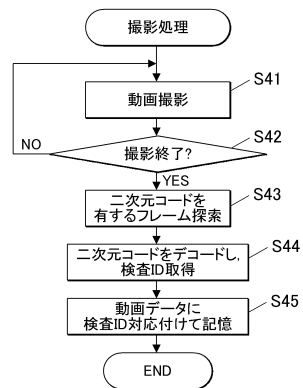 撮影処理
S41
動画撮影
S42
撮影終了?
NO
YES
S43
二次元コードを
有するフレーム探索
S44
二次元コードをデコードし,
検査ID取得
S45
動画データに
検査ID対応付けて記憶
END